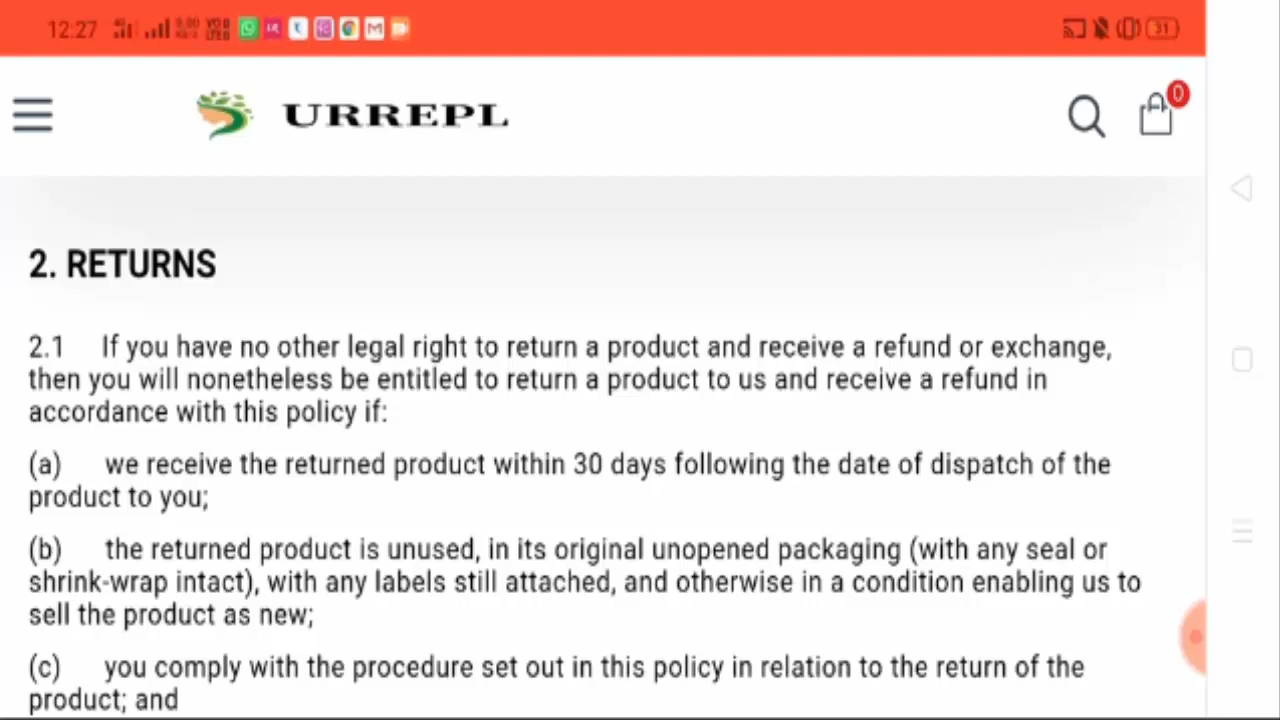 12:27
31
URREPL
0
2. RETURNS
2.1 If you have no other legal right to return a product and receive a refund or exchange,
then you will nonetheless be entitled to return a product to us and receive a refund in
accordance with this policy if:
(a) we receive the returned product within 30 days following the date of dispatch of the
product to you;
(b) the returned product is unused, in its original unopened packaging (with any seal or
shrink-wrap intact), with any labels still attached, and otherwise in a condition enabling us to
sell the product as new;
(c) you comply with the procedure set out in this policy in relation to the return of the
product; and